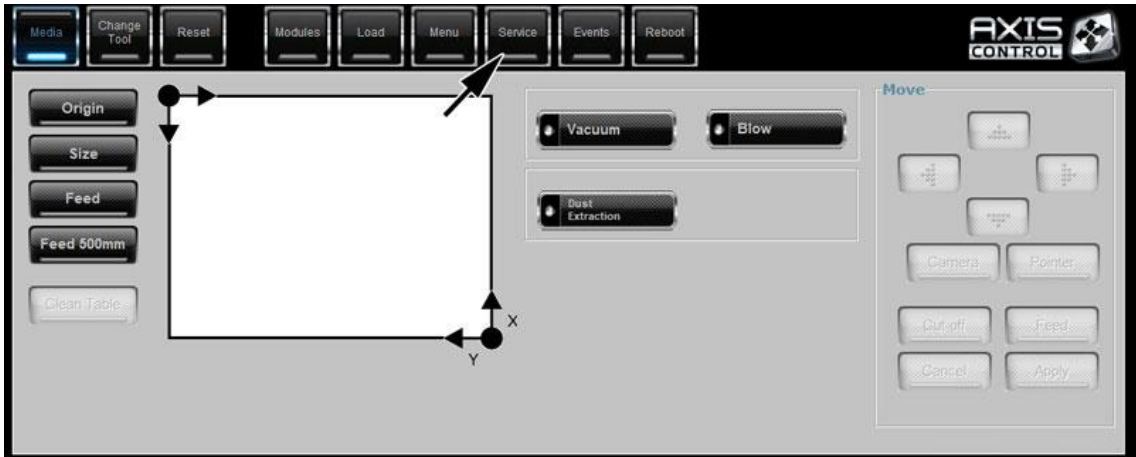 Media
Change
Tool
Reset
Modules
Load
Menu
Service
Events
Reboot
AXIS
CONTROL
Origin
Size
Feed
Feed 500mm
Clean Table
X
Y
Vacuum
Blow
Dust
Extraction
Move
Camera
Pointer
Cut off
Feed
Cancel
Apply